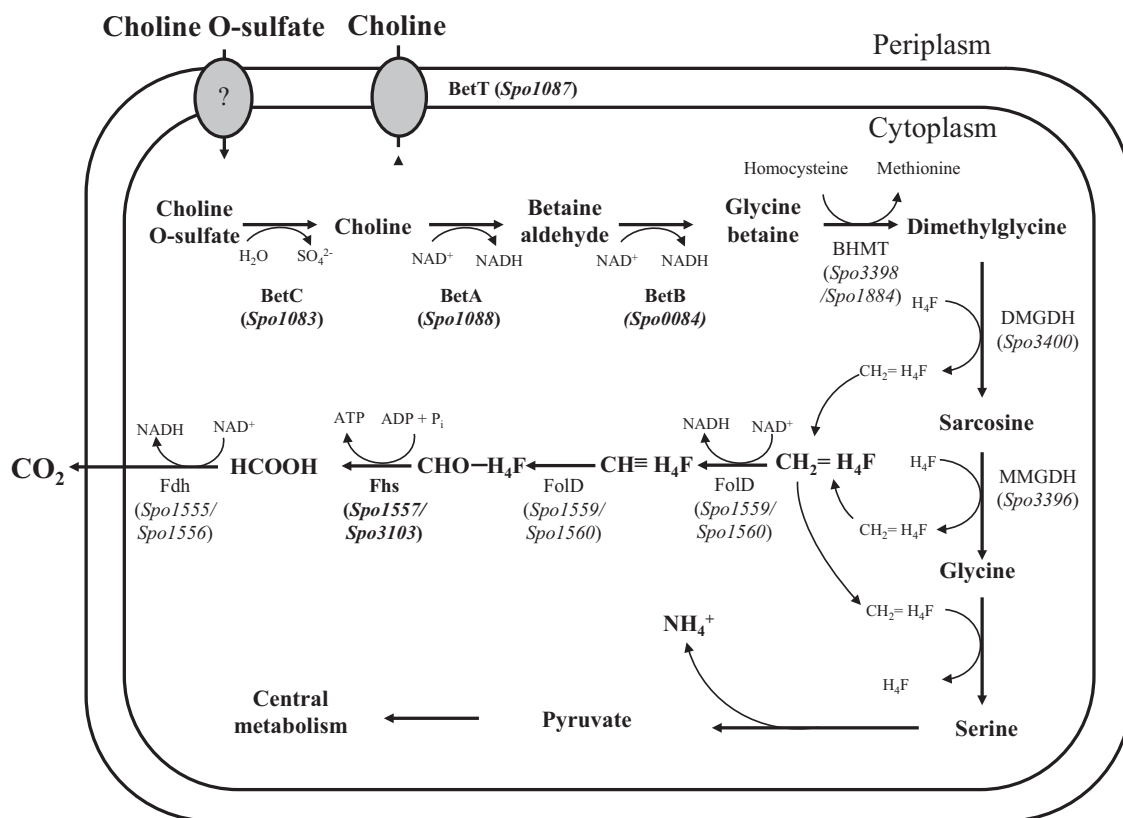 Choline O-sulfate
Choline
Periplasm
?
BetT (Spo1087)
Cytoplasm
Homocysteine
Methionine
Choline
O-sulfate
Choline
Betaine
aldehyde
Glycine
betaine
Dimethylglycine
H₂O
SO₄²⁻
NAD⁺
NADH
NAD⁺
NADH
BHMT
(Spo3398
/Spo1884)
BetC
(Spo1083)
BetA
(Spo1088)
BetB
(Spo0084)
H₄F
DMGDH
(Spo3400)
CH₂= H₄F
Sarcosine
NADH
NAD⁺
ATP
ADP + Pᵢ
NADH
NAD⁺
CO₂
HCOOH
CHO—H₄F
CH≡ H₄F
CH₂= H₄F
H₄F
MMGDH
(Spo3396)
Fdh
(Spo1555/
Spo1556)
Fhs
(Spo1557/
Spo3103)
FolD
(Spo1559/
Spo1560)
FolD
(Spo1559/
Spo1560)
CH₂= H₄F
Glycine
CH₂= H₄F
NH₄⁺
H₄F
Central
metabolism
Pyruvate
Serine